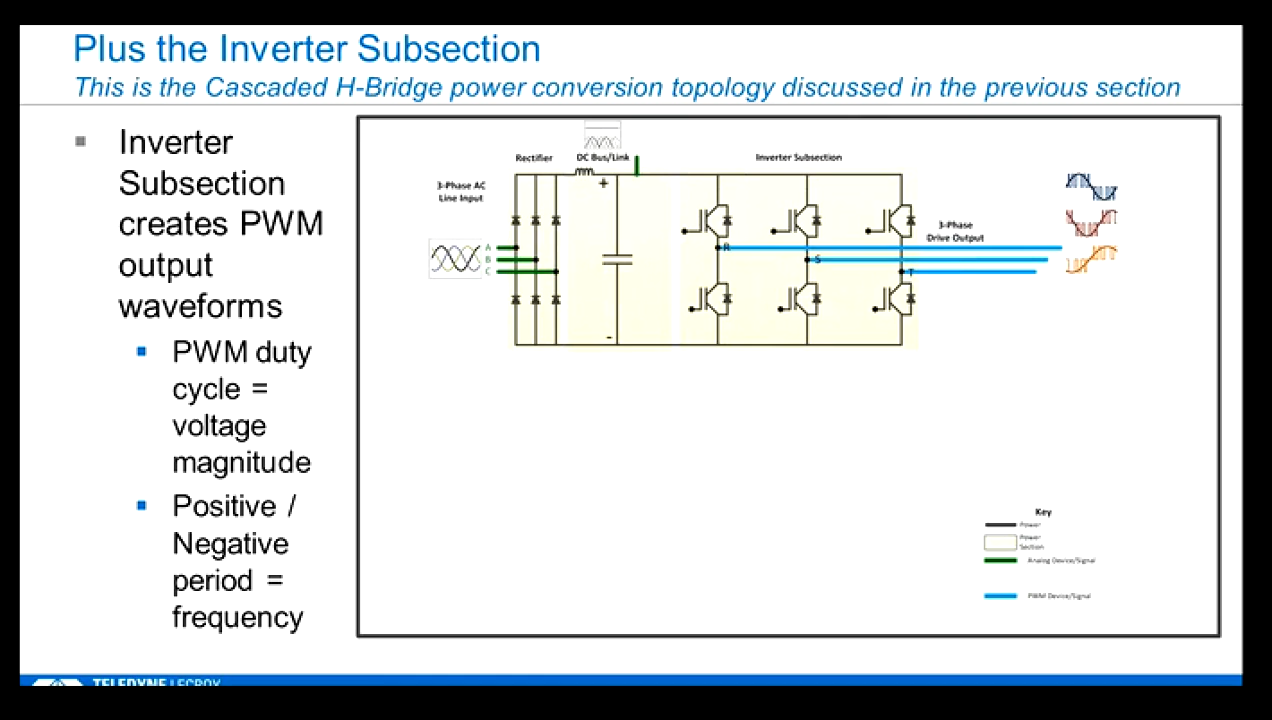 Plus the Inverter Subsection
This is the Cascaded H-Bridge power conversion topology discussed in the previous section
Inverter
Subsection
creates PWM
output
waveforms
PWM duty
cycle =
voltage
magnitude
Positive /
Negative
period =
frequency
Rectifier
DC Bus/Link
Inverter Subsection
3-Phase AC
Line Input
+
3-Phase
Drive Output
A
B
C
R
S
T
-
Key
Power
Power
Section
Analog Device/Signal
PWM Device/Signal
TELEDYNE LECROY